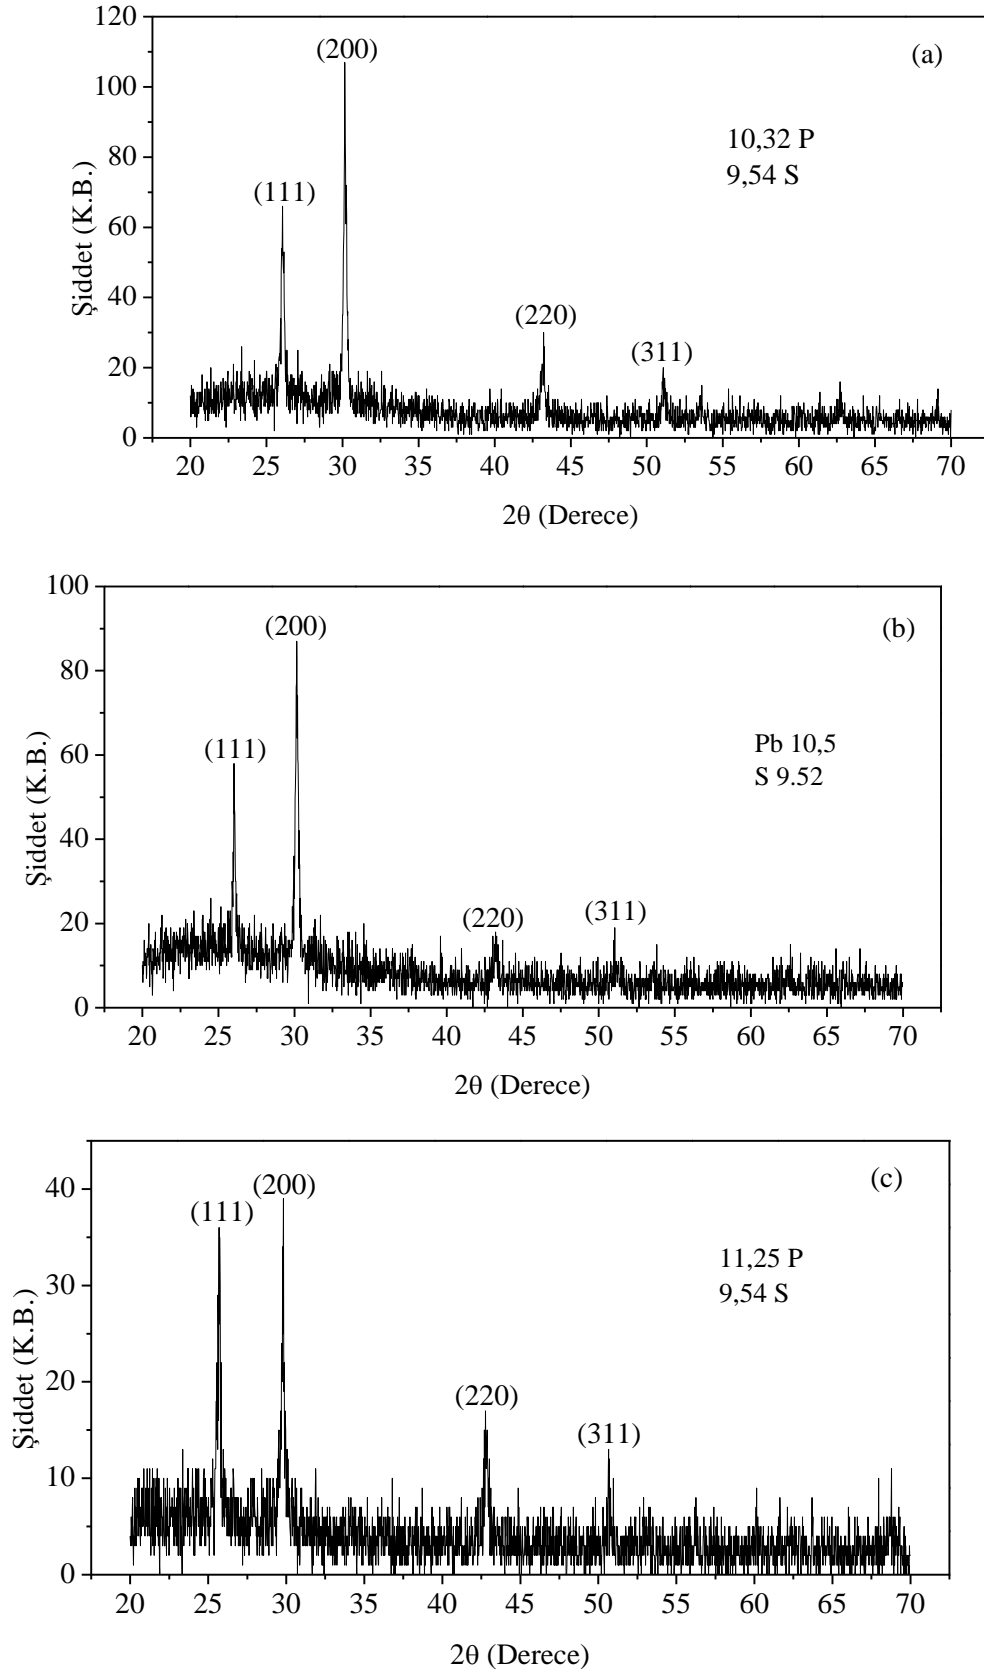 120
100
80
60
40
20
0
Şiddet (K.B.)
(a)
(200)
(111)
(220)
(311)
10,32 P
9,54 S
20 25 30 35 40 45 50 55 60 65 70
2θ (Derece)
100
80
60
40
20
0
Şiddet (K.B.)
(b)
(200)
(111)
(220)
(311)
Pb 10,5
S 9.52
20 25 30 35 40 45 50 55 60 65 70
2θ (Derece)
40
30
20
10
0
Şiddet (K.B.)
(c)
(200)
(111)
(220)
(311)
11,25 P
9,54 S
20 25 30 35 40 45 50 55 60 65 70
2θ (Derece)